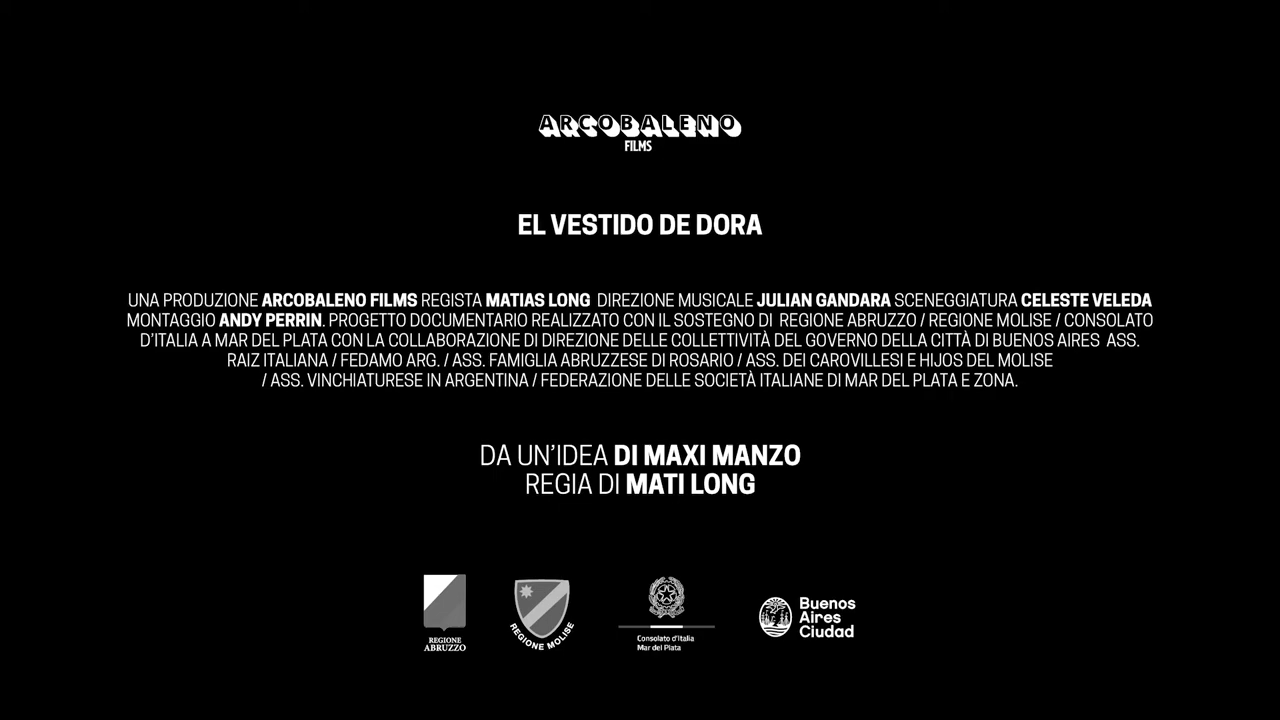 ARCOBALENO
FILMS
EL VESTIDO DE DORA
UNA PRODUZIONE ARCOBALENO FILMS REGISTA MATIAS LONG DIREZIONE MUSICALE JULIAN GANDARA SCENEGGIATURA CELESTE VELEDA
MONTAGGIO ANDY PERRIN. PROGETTO DOCUMENTARIO REALIZZATO CON IL SOSTEGNO DI REGIONE ABRUZZO / REGIONE MOLISE / CONSOLATO
D'ITALIA A MAR DEL PLATA CON LA COLLABORAZIONE DI DIREZIONE DELLE COLLETTIVITÀ DEL GOVERNO DELLA CITTÀ DI BUENOS AIRES ASS.
RAIZ ITALIANA / FEDAMO ARG. / ASS. FAMIGLIA ABRUZZESE DI ROSARIO / ASS. DEI CAROVILLESI E HIJOS DEL MOLISE
/ ASS. VINCHIATURESE IN ARGENTINA / FEDERAZIONE DELLE SOCIETÀ ITALIANE DI MAR DEL PLATA E ZONA.
DA UN'IDEA DI MAXI MANZO
REGIA DI MATI LONG
REGIONE
ABRUZZO
REGIONE MOLISE
Consolato d'Italia
Mar del Plata
Buenos
Aires
Ciudad